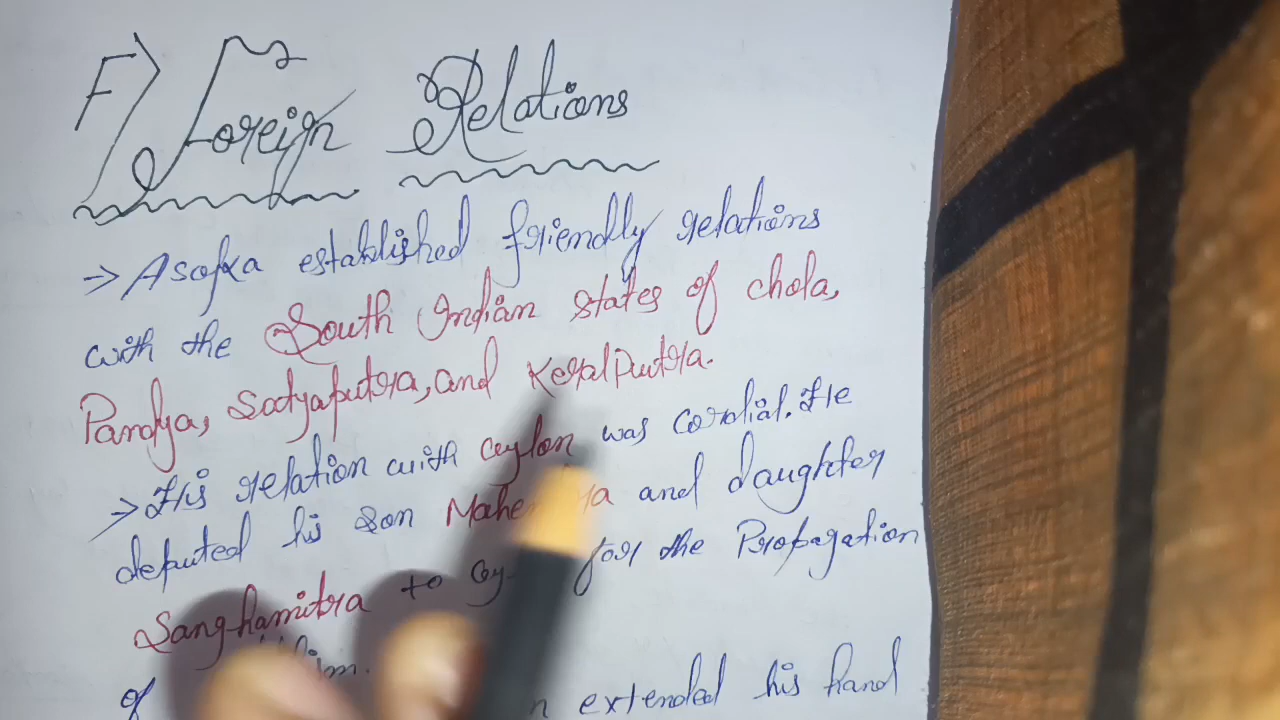 F) Foreign Relations
→ Asoka established friendly relations
with the South Indian states of chola,
Pandya, Satyaputra, and KeralPutra.
→ His relation with Ceylon was cordial. He
deputed his son and daughter
Sanghamitra to for the Propagation
of
extended his hand